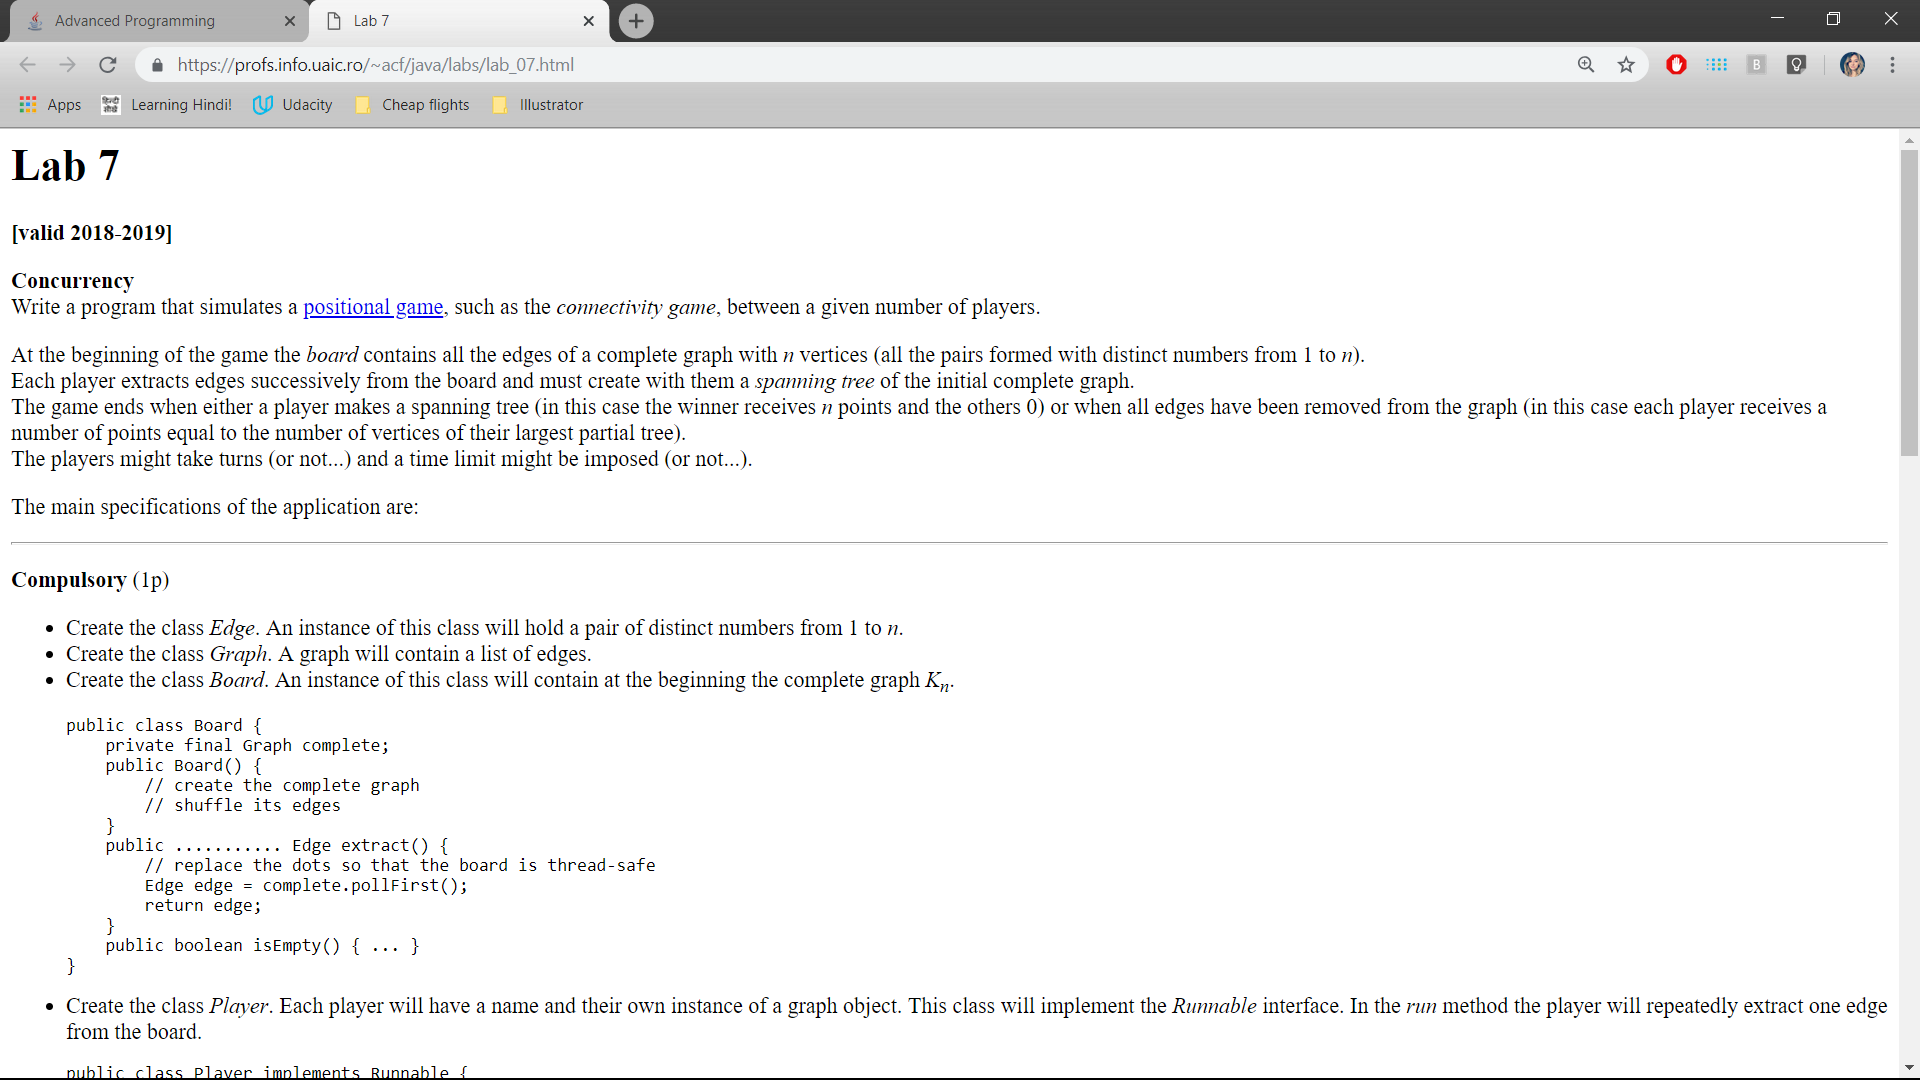 Advanced Programming
Lab 7
https://profs.info.uaic.ro/~acf/java/labs/lab_07.html
B
Apps
Learning Hindi!
Udacity
Cheap flights
Illustrator
Lab 7
[valid 2018-2019]
Concurrency
Write a program that simulates a positional game, such as the connectivity game, between a given number of players.
At the beginning of the game the board contains all the edges of a complete graph with n vertices (all the pairs formed with distinct numbers from 1 to n).
Each player extracts edges successively from the board and must create with them a spanning tree of the initial complete graph.
The game ends when either a player makes a spanning tree (in this case the winner receives n points and the others 0) or when all edges have been removed from the graph (in this case each player receives a
number of points equal to the number of vertices of their largest partial tree).
The players might take turns (or not...) and a time limit might be imposed (or not...).
The main specifications of the application are:
Compulsory (1p)
• Create the class Edge. An instance of this class will hold a pair of distinct numbers from 1 to n.
• Create the class Graph. A graph will contain a list of edges.
• Create the class Board. An instance of this class will contain at the beginning the complete graph Kn.
public class Board {
    private final Graph complete;
    public Board() {
        // create the complete graph
        // shuffle its edges
    }
    public ........... Edge extract() {
        // replace the dots so that the board is thread-safe
        Edge edge = complete.pollFirst();
        return edge;
    }
    public boolean isEmpty() { ... }
}
• Create the class Player. Each player will have a name and their own instance of a graph object. This class will implement the Runnable interface. In the run method the player will repeatedly extract one edge
from the board.
public class Player implements Runnable {